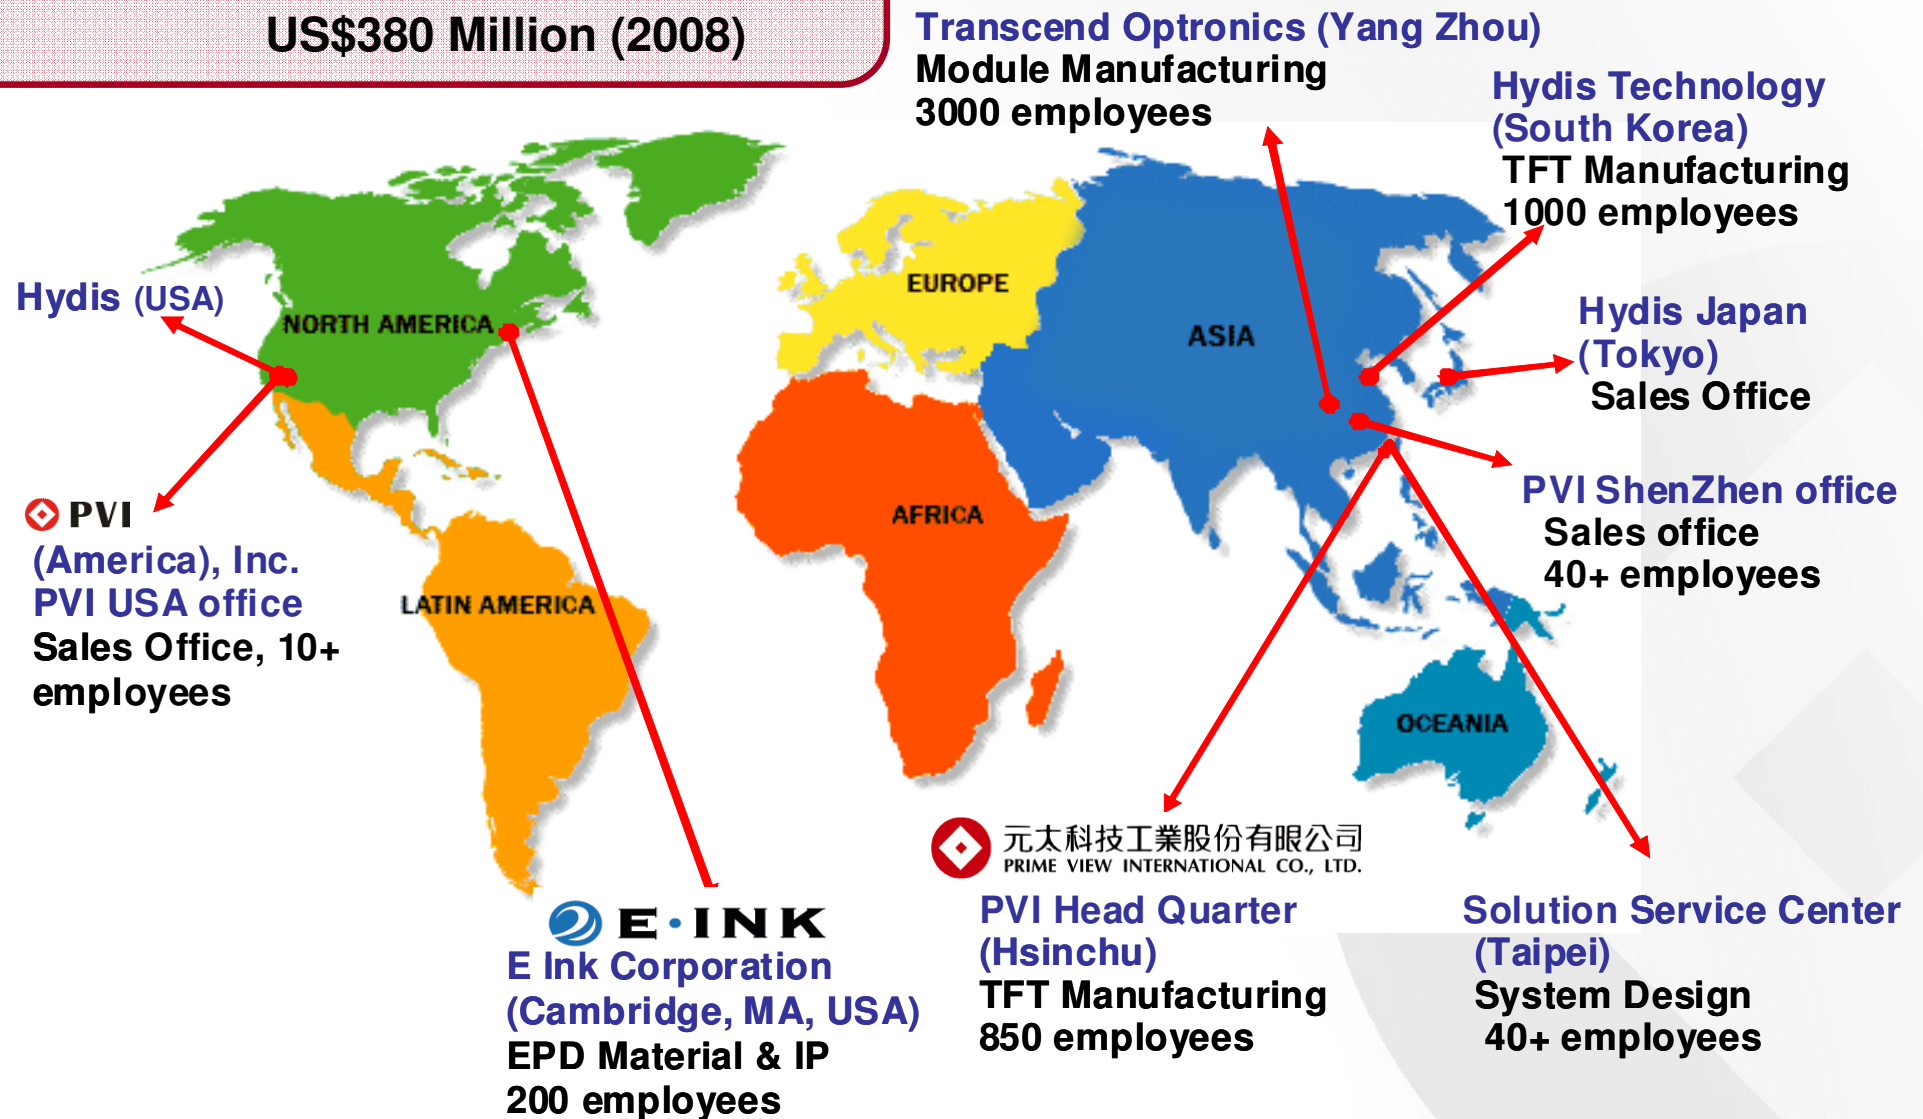 US$380 Million (2008)
Transcend Optronics (Yang Zhou)
Module Manufacturing
3000 employees
Hydis Technology
(South Korea)
TFT Manufacturing
1000 employees
Hydis (USA)
NORTH AMERICA
EUROPE
ASIA
Hydis Japan
(Tokyo)
Sales Office
PVI
(America), Inc.
PVI USA office
Sales Office, 10+
employees
AFRICA
LATIN AMERICA
PVI ShenZhen office
Sales office
40+ employees
OCEANIA
E·INK
E Ink Corporation
(Cambridge, MA, USA)
EPD Material & IP
200 employees
元太科技工業股份有限公司
PRIME VIEW INTERNATIONAL CO., LTD.
PVI Head Quarter
(Hsinchu)
TFT Manufacturing
850 employees
Solution Service Center
(Taipei)
System Design
40+ employees